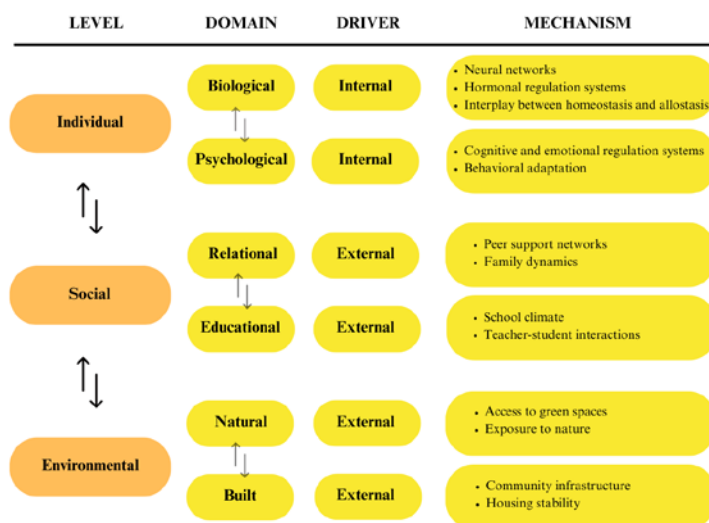 LEVEL DOMAIN DRIVER MECHANISM
Individual
Biological
Internal
• Neural networks
• Hormonal regulation systems
• Interplay between homeostasis and allostasis
Psychological
Internal
• Cognitive and emotional regulation systems
• Behavioral adaptation
Social
Relational
External
• Peer support networks
• Family dynamics
Educational
External
• School climate
• Teacher-student interactions
Environmental
Natural
External
• Access to green spaces
• Exposure to nature
Built
External
• Community infrastructure
• Housing stability